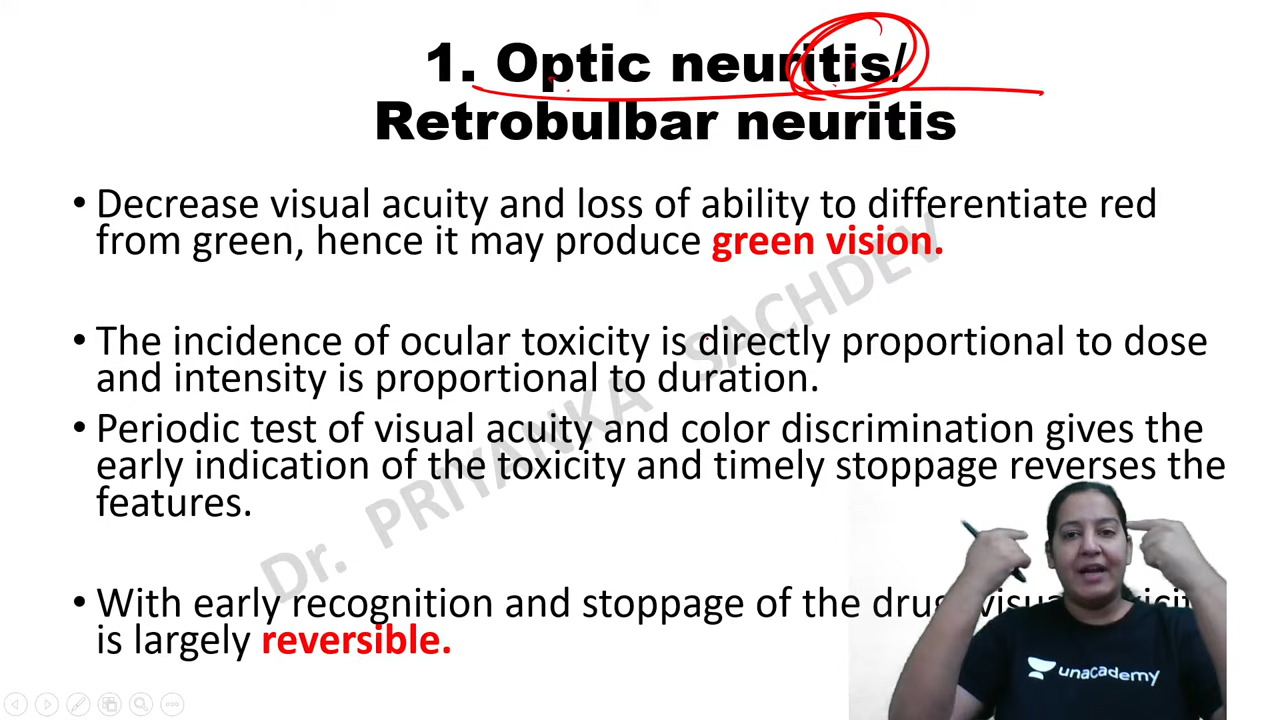 1. Optic neuritis/
Retrobulbar neuritis
• Decrease visual acuity and loss of ability to differentiate red
from green, hence it may produce green vision.
• The incidence of ocular toxicity is directly proportional to dose
and intensity is proportional to duration.
• Periodic test of visual acuity and color discrimination gives the
early indication of the toxicity and timely stoppage reverses the
features.
• With early recognition and stoppage of the
is largely reversible.
Dr. PRIYANKA SACHDEV
unacademy